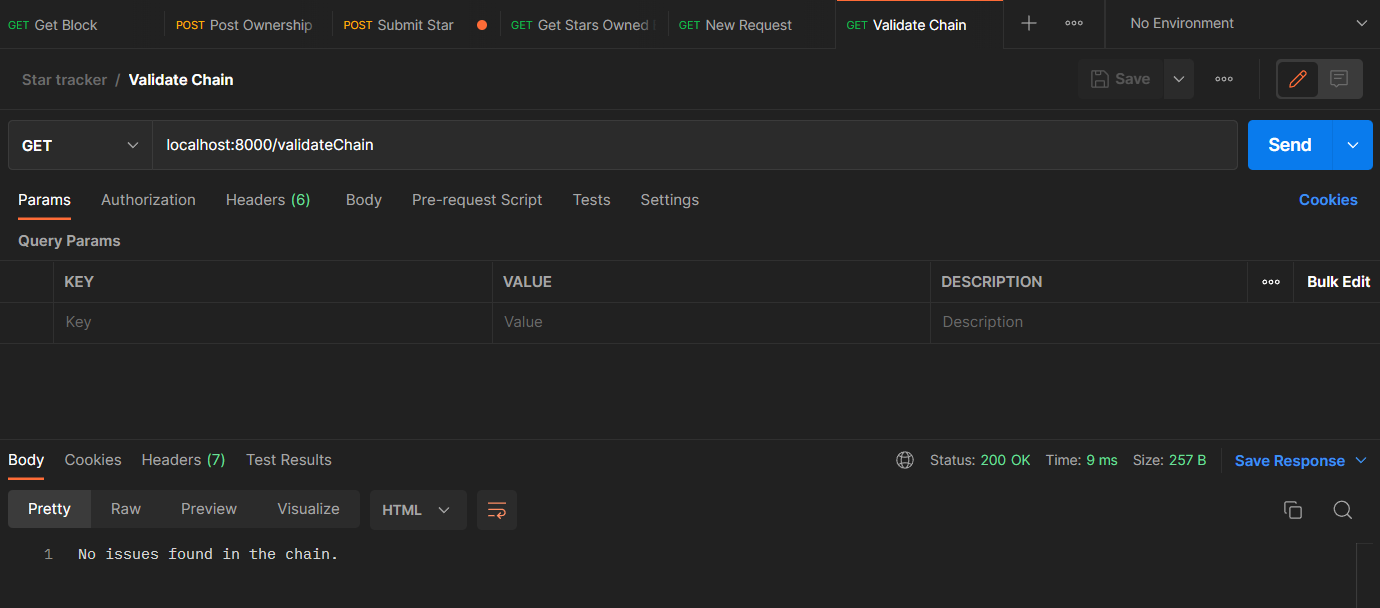 GET Get Block POST Post Ownership POST Submit Star GET Get Stars Owned GET New Request GET Validate Chain No Environment
Star tracker / Validate Chain Save
GET localhost:8000/validateChain Send
Params Authorization Headers (6) Body Pre-request Script Tests Settings Cookies
Query Params
KEY VALUE DESCRIPTION Bulk Edit
Key Value Description
Body Cookies Headers (7) Test Results Status: 200 OK Time: 9 ms Size: 257 B Save Response
Pretty Raw Preview Visualize HTML
1 No issues found in the chain.